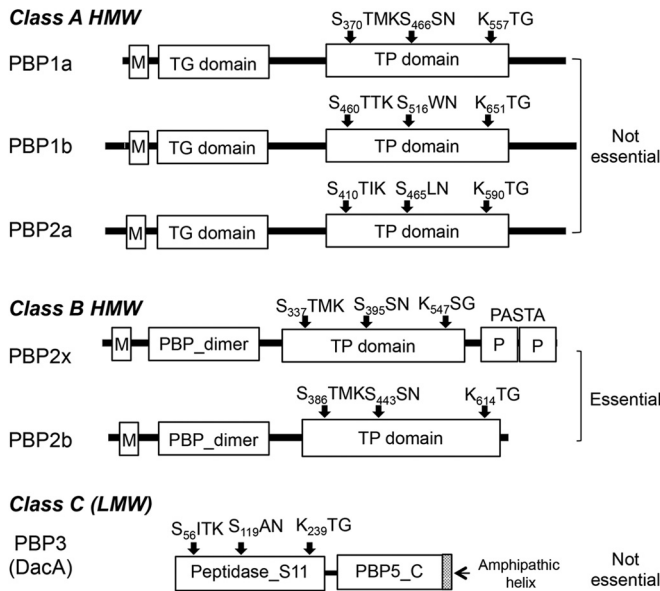 Class A HMW
S370TMKS466SN K557TG
PBP1a M TG domain TP domain
S460TTK S516WN K651TG
PBP1b M TG domain TP domain
Not
essential
S410TIK S465LN K590TG
PBP2a M TG domain TP domain
Class B HMW
S337TMK S395SN K547SG PASTA
PBP2x M PBP_dimer TP domain P P
Essential
S386TMKS443SN K614TG
PBP2b M PBP_dimer TP domain
Class C (LMW)
S56ITK S119AN K239TG
PBP3
(DacA)
Peptidase_S11 PBP5_C
Amphipathic
helix
Not
essential